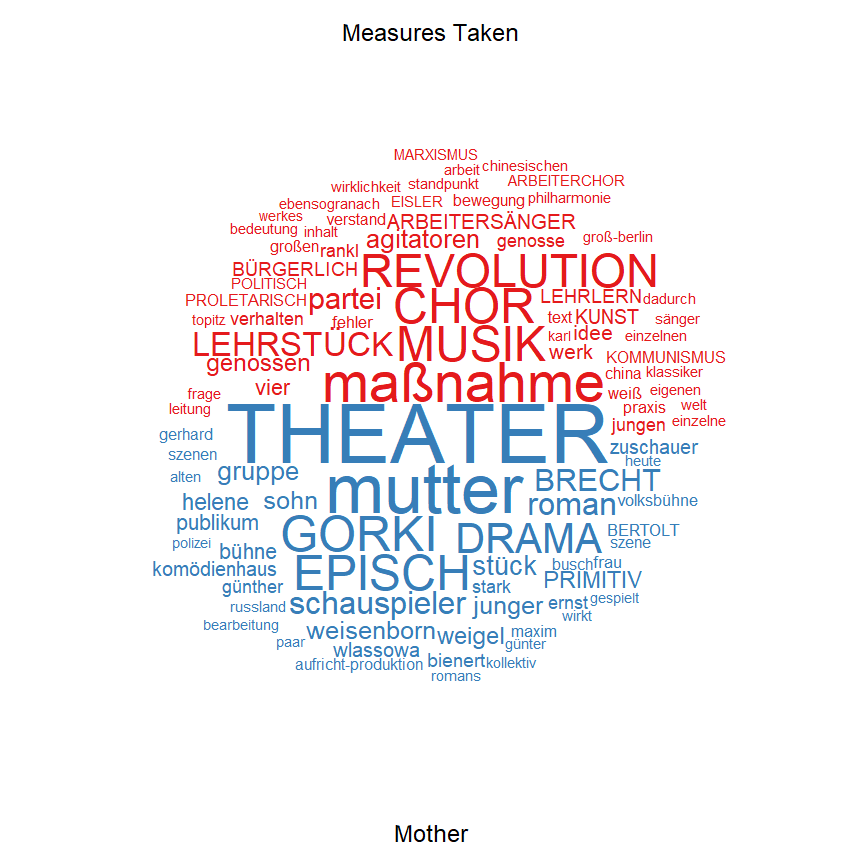 Measures Taken
MARXISMUS
arbeit chinesischen
wirklichkeit standpunkt ARBEITERCHOR
ebensogranach EISLER bewegung philharmonie
werkes verstand ARBEITERSÄNGER
bedeutung inhalt agitatoren genosse groß-berlin
großen rankl
BÜRGERLICH REVOLUTION
POLITISCH
PROLETARISCH partei CHOR LEHRLERN dadurch
topitz verhalten fehler text KUNST sänger
LEHRSTÜCK MUSIK karl idee einzelnen
genossen werk KOMMUNISMUS
vier maßnahme china klassiker
frage weiß eigenen
leitung praxis welt
jungen einzelne
gerhard THEATER zuschauer
szenen heute
alten gruppe mutter BRECHT
helene sohn roman volksbühne
publikum GORKI DRAMA BERTOLT
polizei bühne szene
komödienhaus EPISCH stück busch frau
günther stark PRIMITIV
russland schauspieler junger ernst gespielt
bearbeitung wirkt
paar weisenborn weigel maxim
wlassowa günter
aufricht-produktion bienert kollektiv
romans
Mother